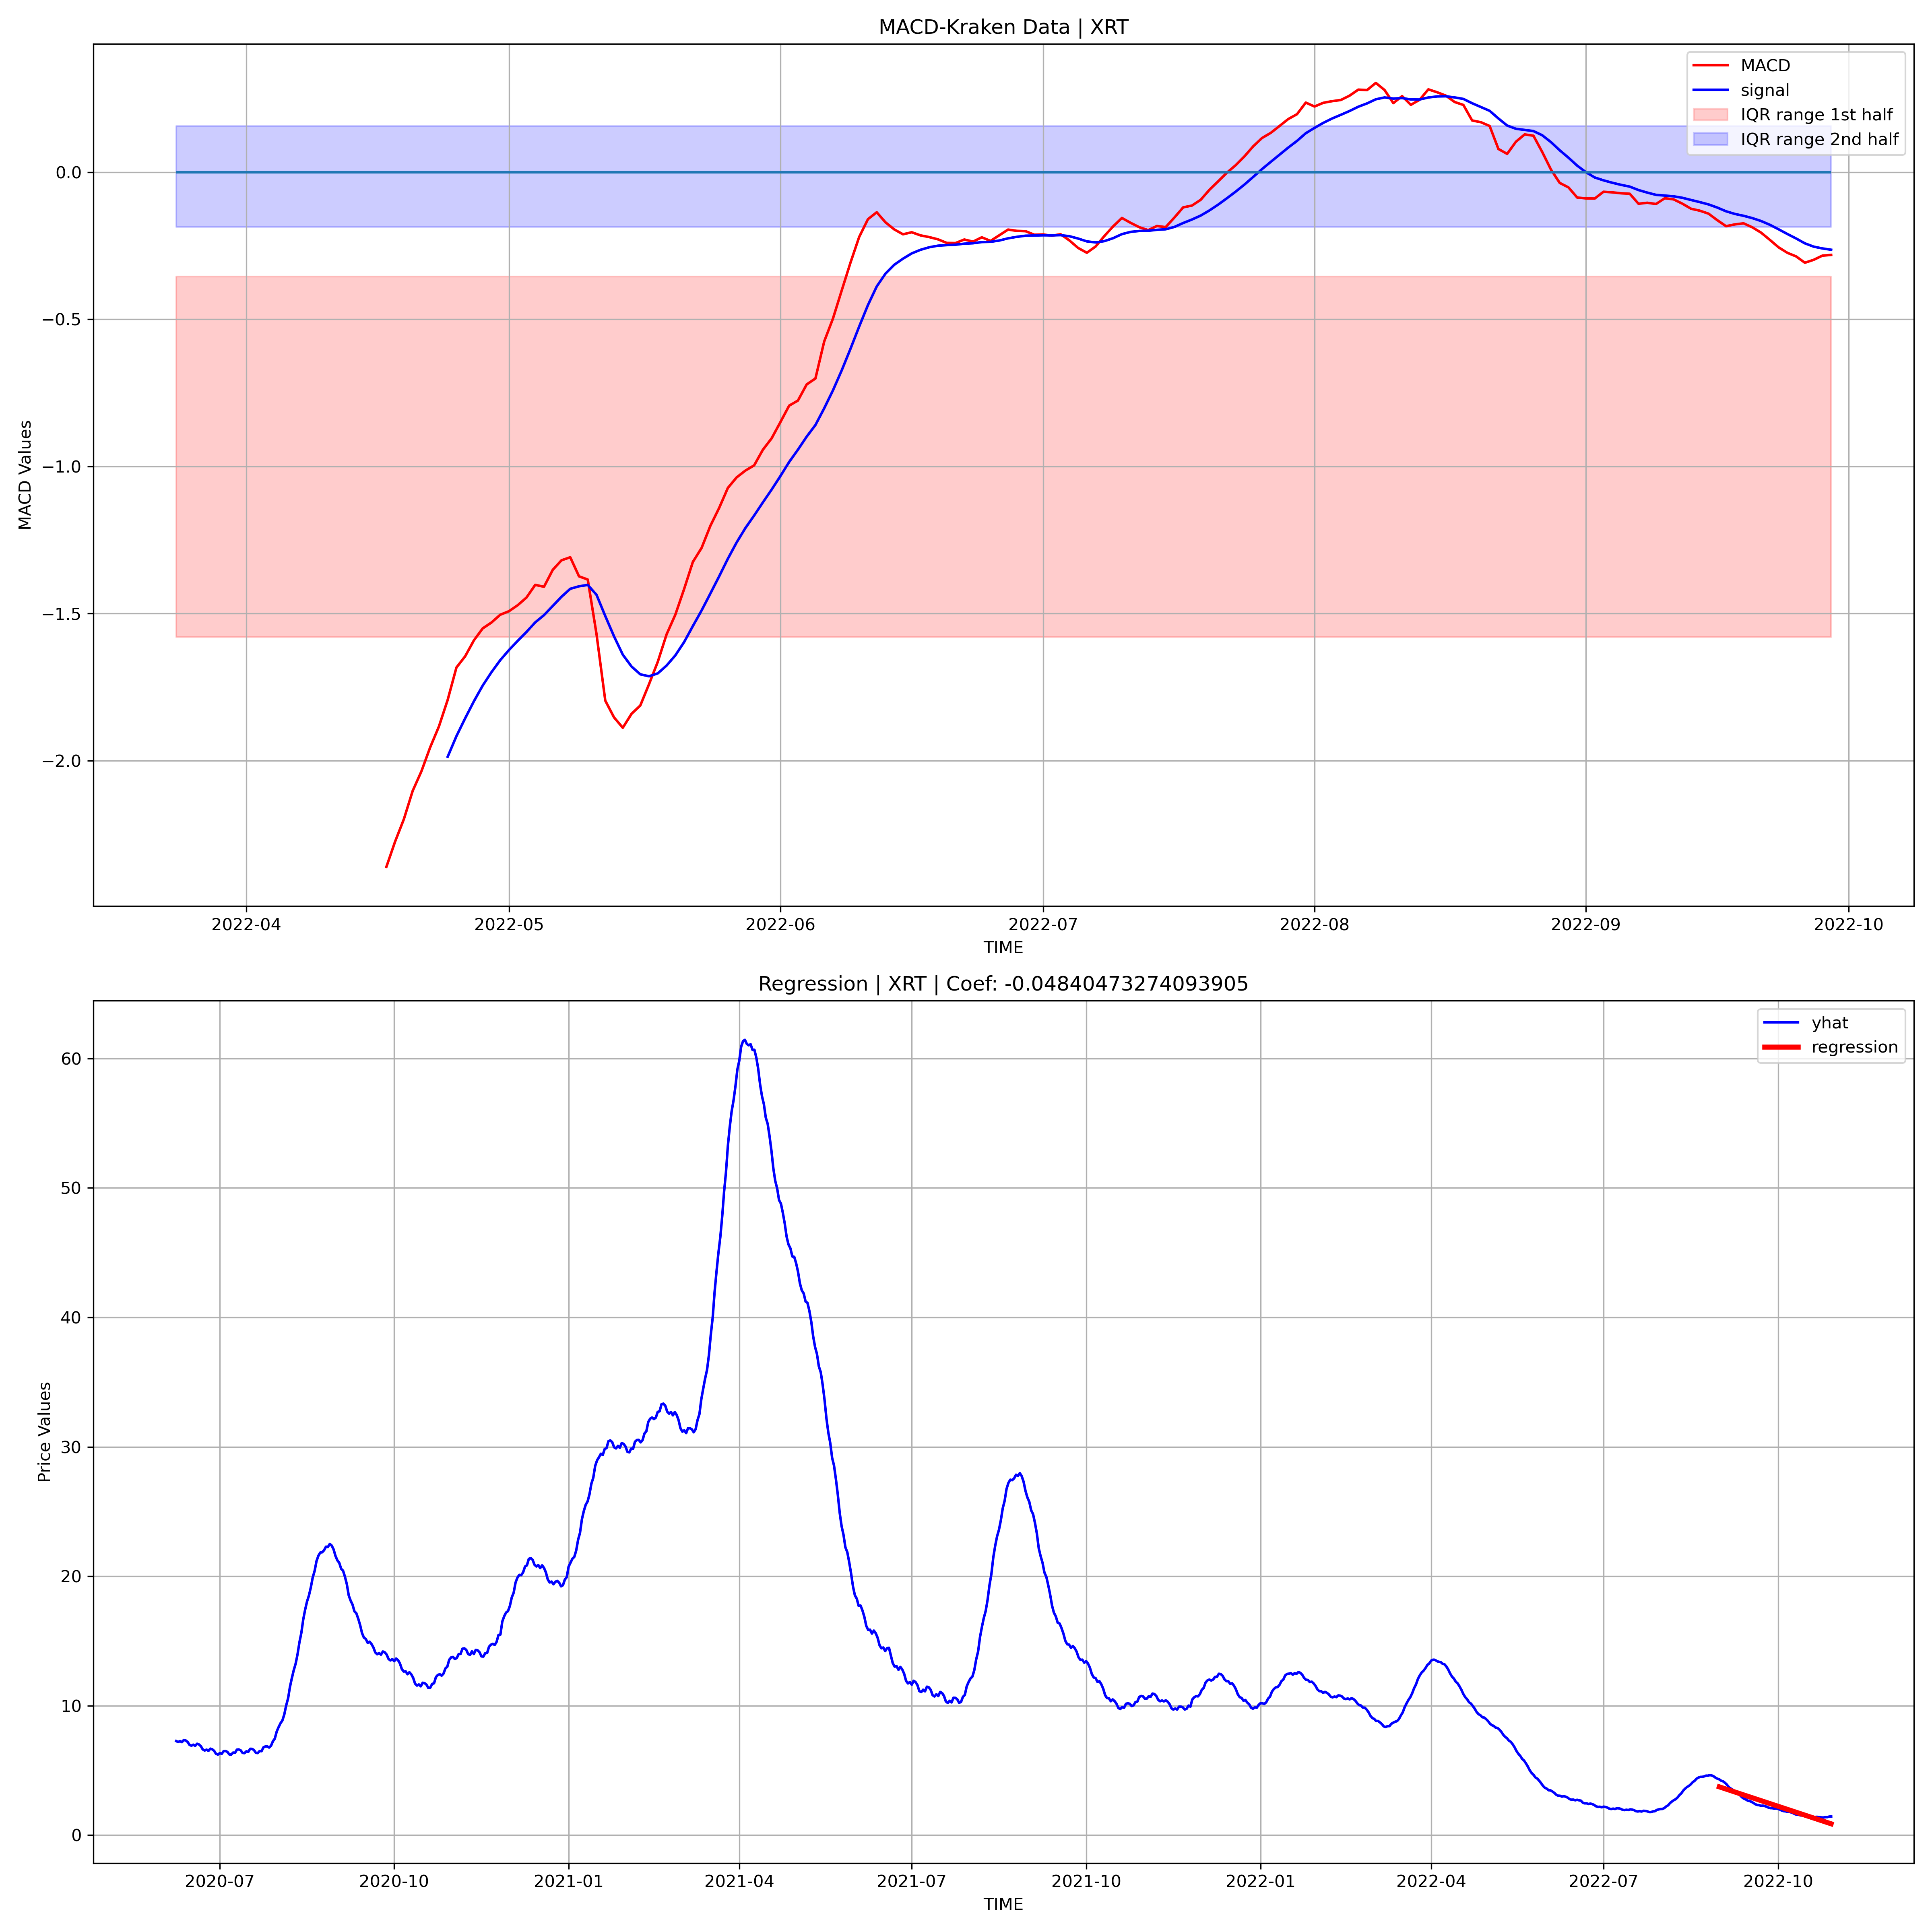 MACD-Kraken Data | XRT
MACD
signal
IQR range 1st half
IQR range 2nd half
MACD Values
0.0
−0.5
−1.0
−1.5
−2.0
2022-04 2022-05 2022-06 2022-07 2022-08 2022-09 2022-10
TIME
Regression | XRT | Coef: -0.04840473274093905
yhat
regression
Price Values
60
50
40
30
20
10
0
2020-07 2020-10 2021-01 2021-04 2021-07 2021-10 2022-01 2022-04 2022-07 2022-10
TIME